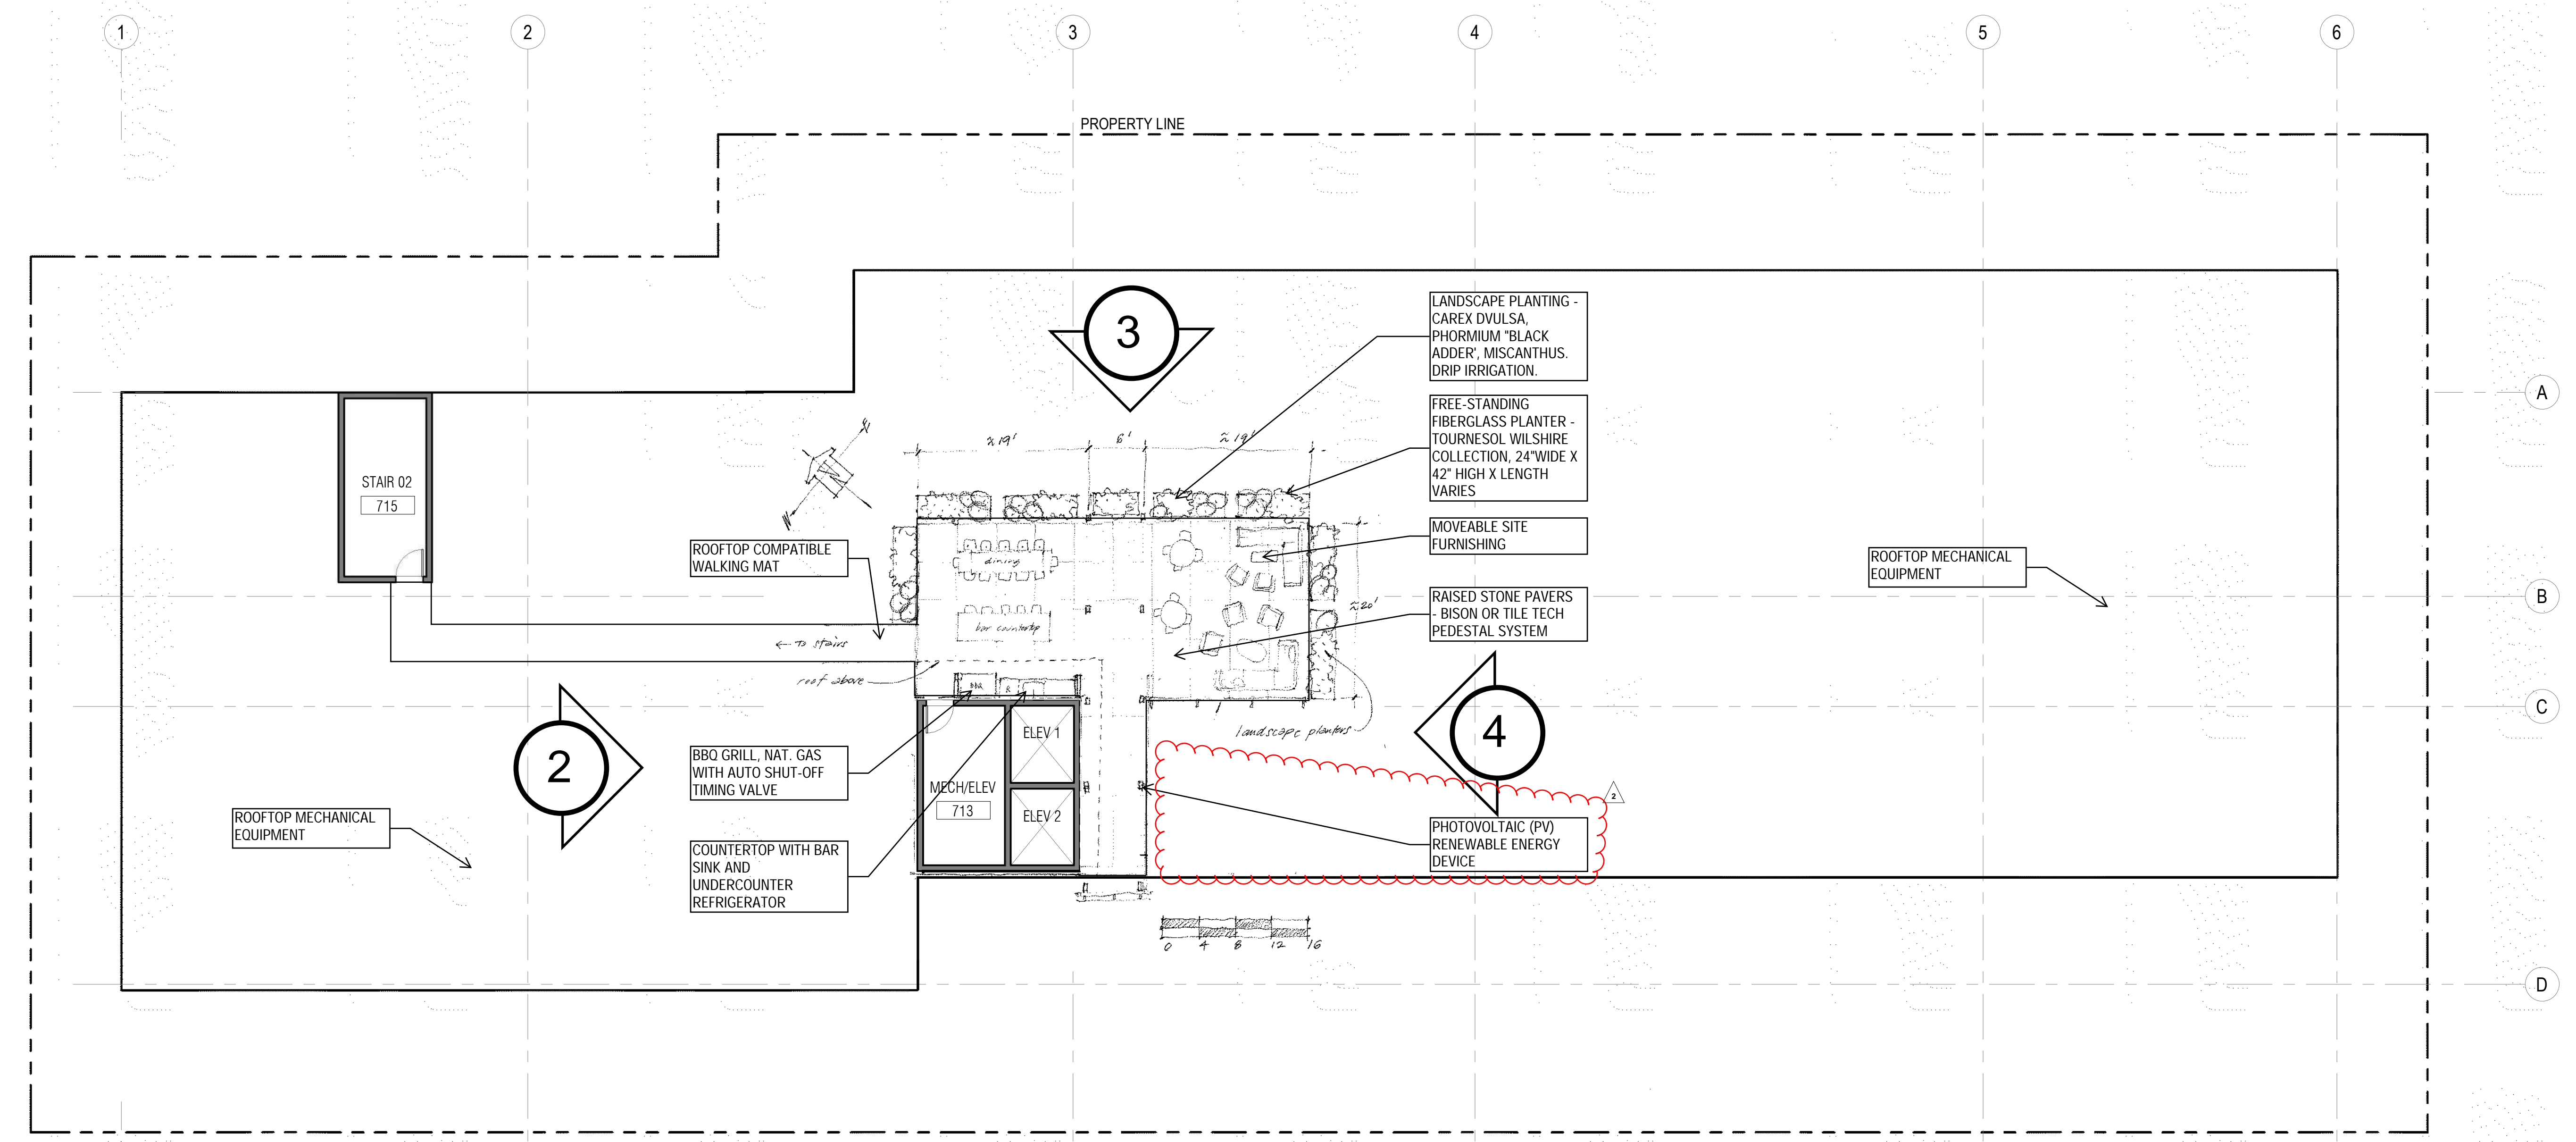 1
2
3
4
5
6
PROPERTY LINE
LANDSCAPE PLANTING -
CAREX DVULSA,
PHORMIUM "BLACK
ADDER', MISCANTHUS.
DRIP IRRIGATION.
3
A
FREE-STANDING
FIBERGLASS PLANTER -
TOURNESOL WILSHIRE
COLLECTION, 24"WIDE X
42" HIGH X LENGTH
VARIES
≈19'
6'
≈19'
N
STAIR 02
715
MOVEABLE SITE
FURNISHING
ROOFTOP COMPATIBLE
WALKING MAT
dining
ROOFTOP MECHANICAL
EQUIPMENT
RAISED STONE PAVERS
- BISON OR TILE TECH
PEDESTAL SYSTEM
B
≈20'
bar countertop
← To stairs
roof above
BBQ
R
C
landscape planters
ELEV 1
4
2
BBQ GRILL, NAT. GAS
WITH AUTO SHUT-OFF
TIMING VALVE
MECH/ELEV
713
ELEV 2
2
ROOFTOP MECHANICAL
EQUIPMENT
PHOTOVOLTAIC (PV)
RENEWABLE ENERGY
DEVICE
COUNTERTOP WITH BAR
SINK AND
UNDERCOUNTER
REFRIGERATOR
0 4 8 12 16
D